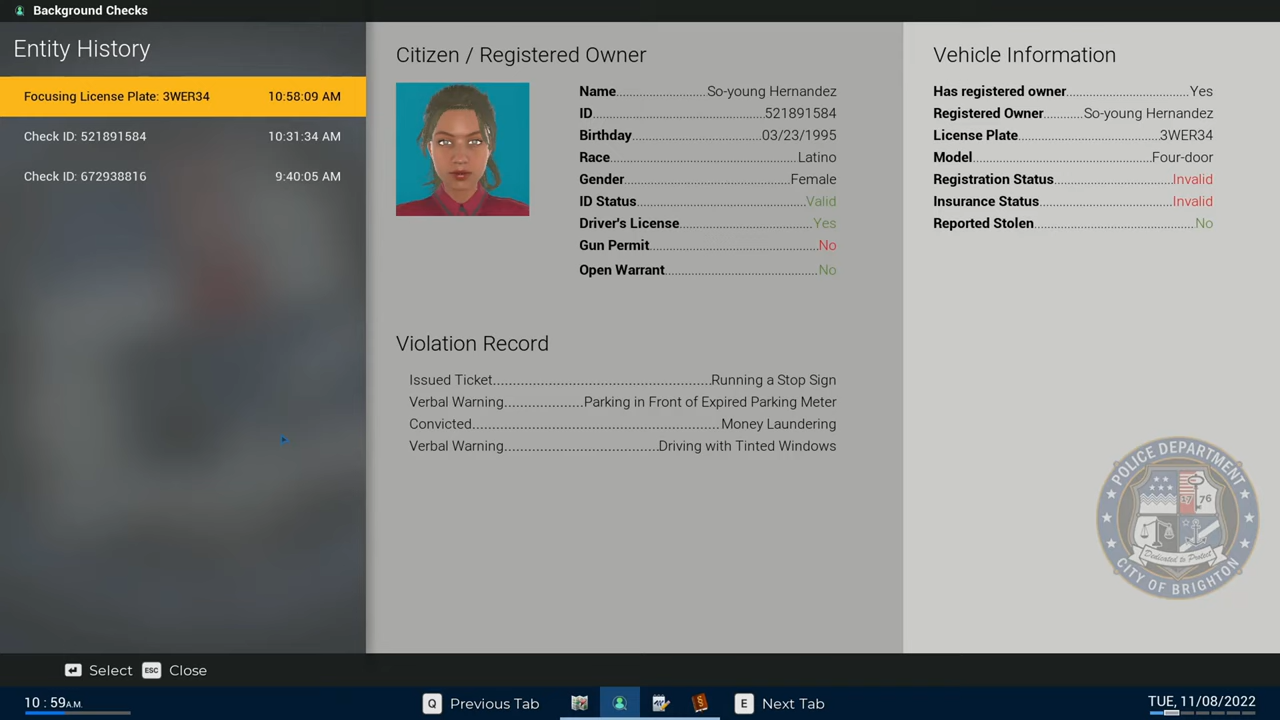 Background Checks
Entity History
Focusing License Plate: 3WER34 10:58:09 AM
Check ID: 521891584 10:31:34 AM
Check ID: 672938816 9:40:05 AM
Citizen / Registered Owner
Name So-young Hernandez
ID 521891584
Birthday 03/23/1995
Race Latino
Gender Female
ID Status Valid
Driver's License Yes
Gun Permit No
Open Warrant No
Violation Record
Issued Ticket Running a Stop Sign
Verbal Warning Parking in Front of Expired Parking Meter
Convicted Money Laundering
Verbal Warning Driving with Tinted Windows
Vehicle Information
Has registered owner Yes
Registered Owner So-young Hernandez
License Plate 3WER34
Model Four-door
Registration Status Invalid
Insurance Status Invalid
Reported Stolen No
POLICE DEPARTMENT
1776
Dedicated to Protect
CITY OF BRIGHTON
Select ESC Close
10 : 59 A.M.
Q Previous Tab E Next Tab
TUE, 11/08/2022